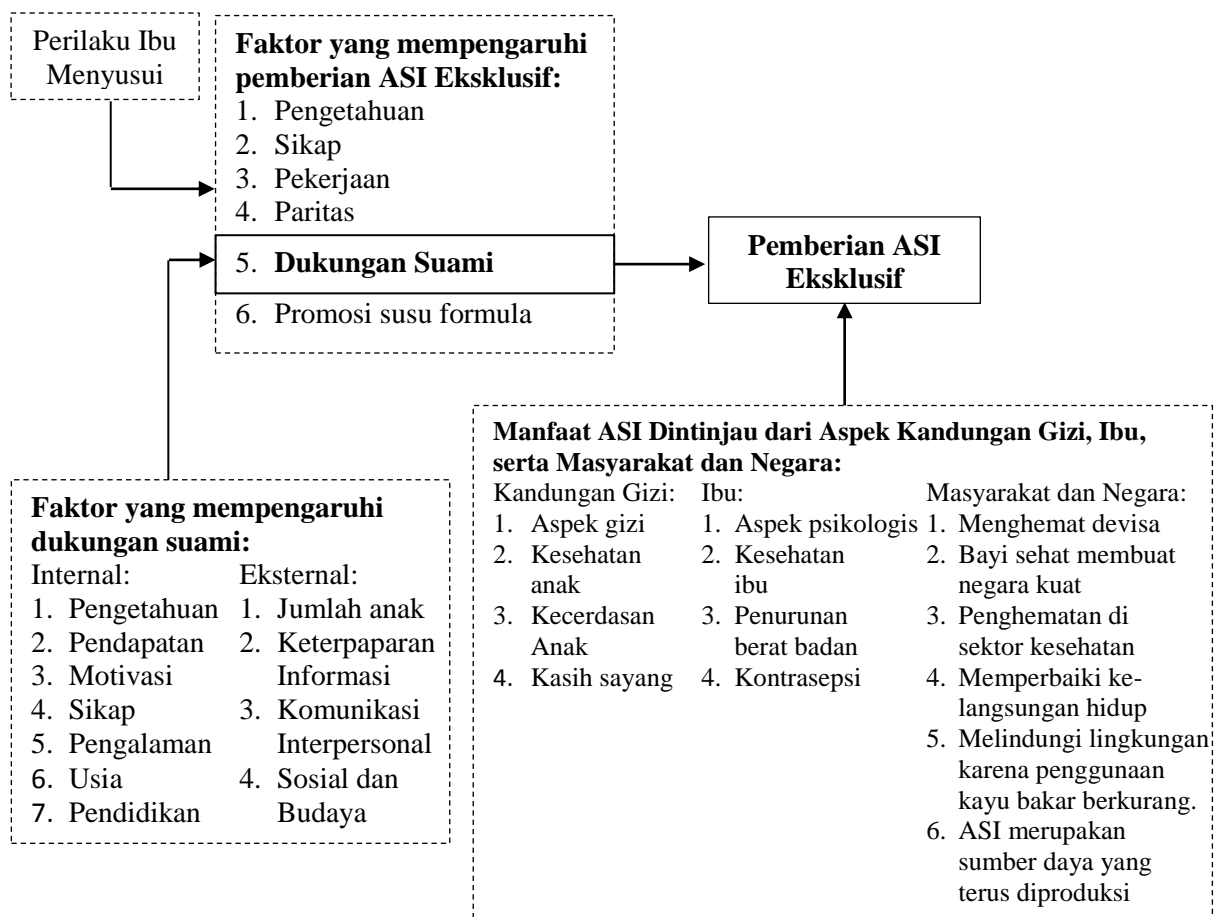 Perilaku Ibu
Menyusui
Faktor yang mempengaruhi
pemberian ASI Eksklusif:
1. Pengetahuan
2. Sikap
3. Pekerjaan
4. Paritas
5. Dukungan Suami
6. Promosi susu formula
Pemberian ASI
Eksklusif
Faktor yang mempengaruhi
dukungan suami:
Internal:
1. Pengetahuan
2. Pendapatan
3. Motivasi
4. Sikap
5. Pengalaman
6. Usia
7. Pendidikan
Eksternal:
1. Jumlah anak
2. Keterpaparan
Informasi
3. Komunikasi
Interpersonal
4. Sosial dan
Budaya
Manfaat ASI Dintinjau dari Aspek Kandungan Gizi, Ibu,
serta Masyarakat dan Negara:
Kandungan Gizi:
1. Aspek gizi
2. Kesehatan
anak
3. Kecerdasan
Anak
4. Kasih sayang
Ibu:
1. Aspek psikologis
2. Kesehatan
ibu
3. Penurunan
berat badan
4. Kontrasepsi
Masyarakat dan Negara:
1. Menghemat devisa
2. Bayi sehat membuat
negara kuat
3. Penghematan di
sektor kesehatan
4. Memperbaiki ke-
langsungan hidup
5. Melindungi lingkungan
karena penggunaan
kayu bakar berkurang.
6. ASI merupakan
sumber daya yang
terus diproduksi